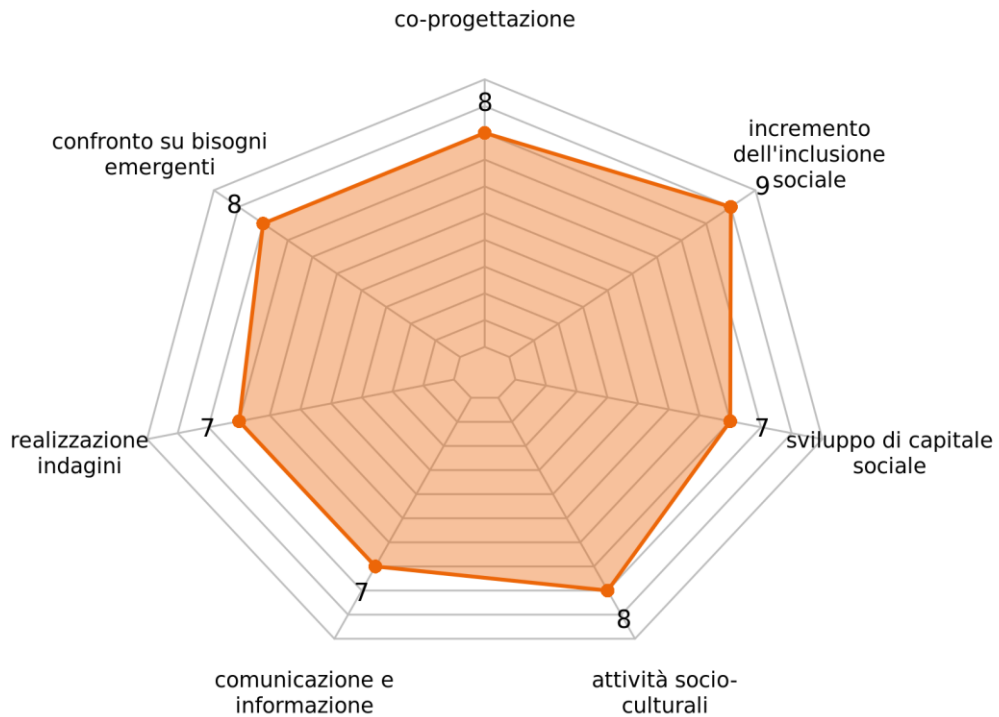 co-progettazione
8
incremento
dell'inclusione
sociale
9
confronto su bisogni
emergenti
8
realizzazione
indagini
7
7
sviluppo di capitale
sociale
7
8
comunicazione e
informazione
attività socio-
culturali